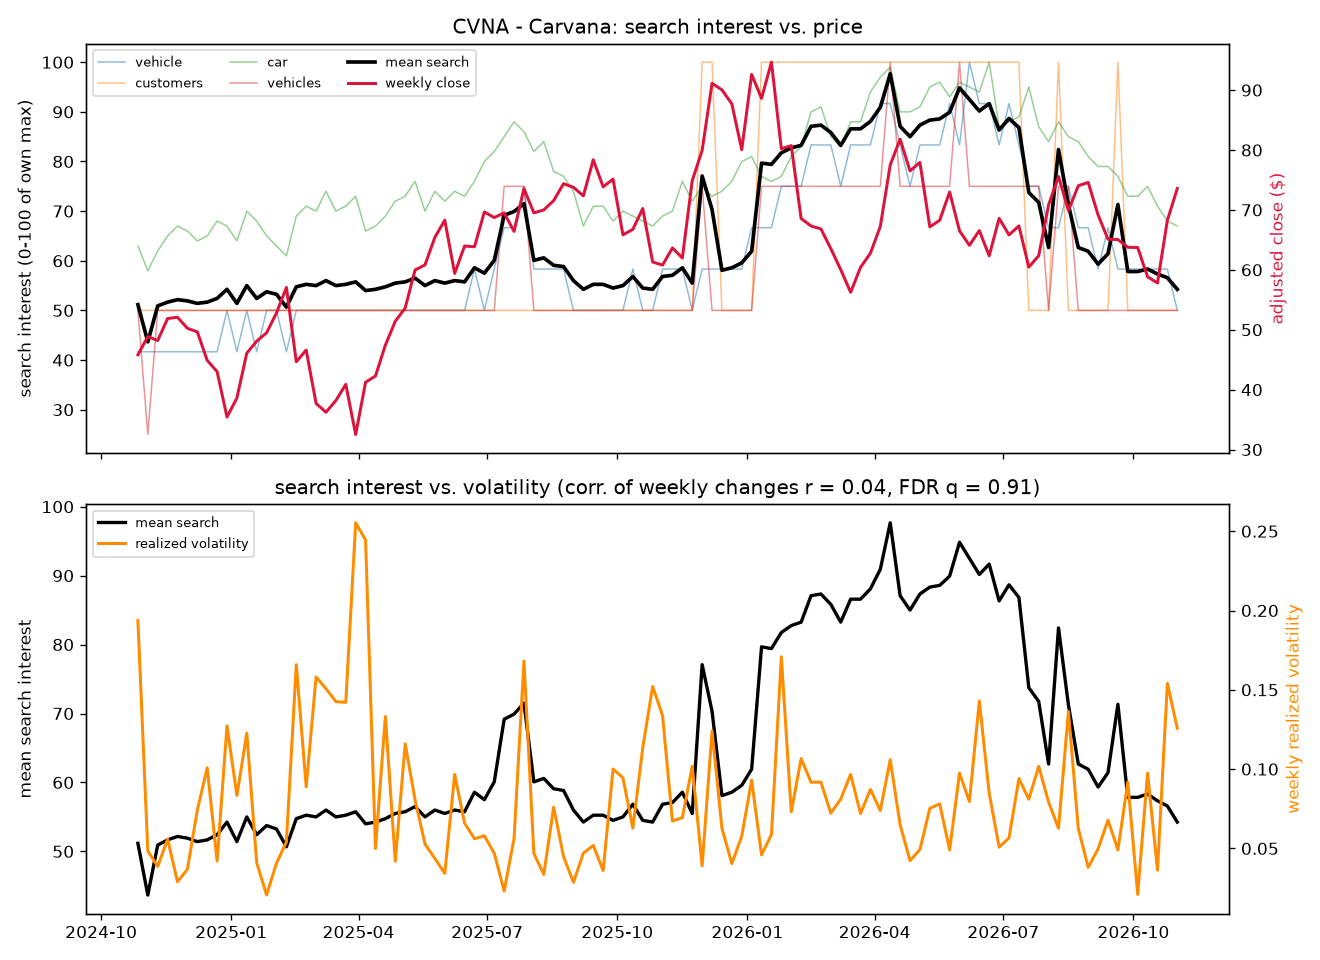 CVNA - Carvana: search interest vs. price
vehicle
customers
car
vehicles
mean search
weekly close
100
90
80
70
60
50
40
30
search interest (0-100 of own max)
90
80
70
60
50
40
30
adjusted close ($)
search interest vs. volatility (corr. of weekly changes r = 0.04, FDR q = 0.91)
mean search
realized volatility
100
90
80
70
60
50
mean search interest
0.25
0.20
0.15
0.10
0.05
weekly realized volatility
2024-10
2025-01
2025-04
2025-07
2025-10
2026-01
2026-04
2026-07
2026-10